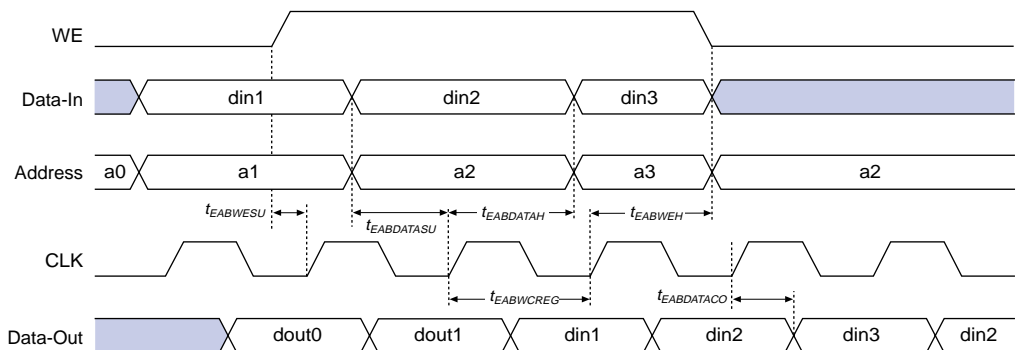 WE
Data-In din1 din2 din3
Address a0 a1 a2 a3 a2
tEABWESU tEABDATASU tEABDATAH tEABWEH
CLK
tEABWCREG tEABDATACO
Data-Out dout0 dout1 din1 din2 din3 din2